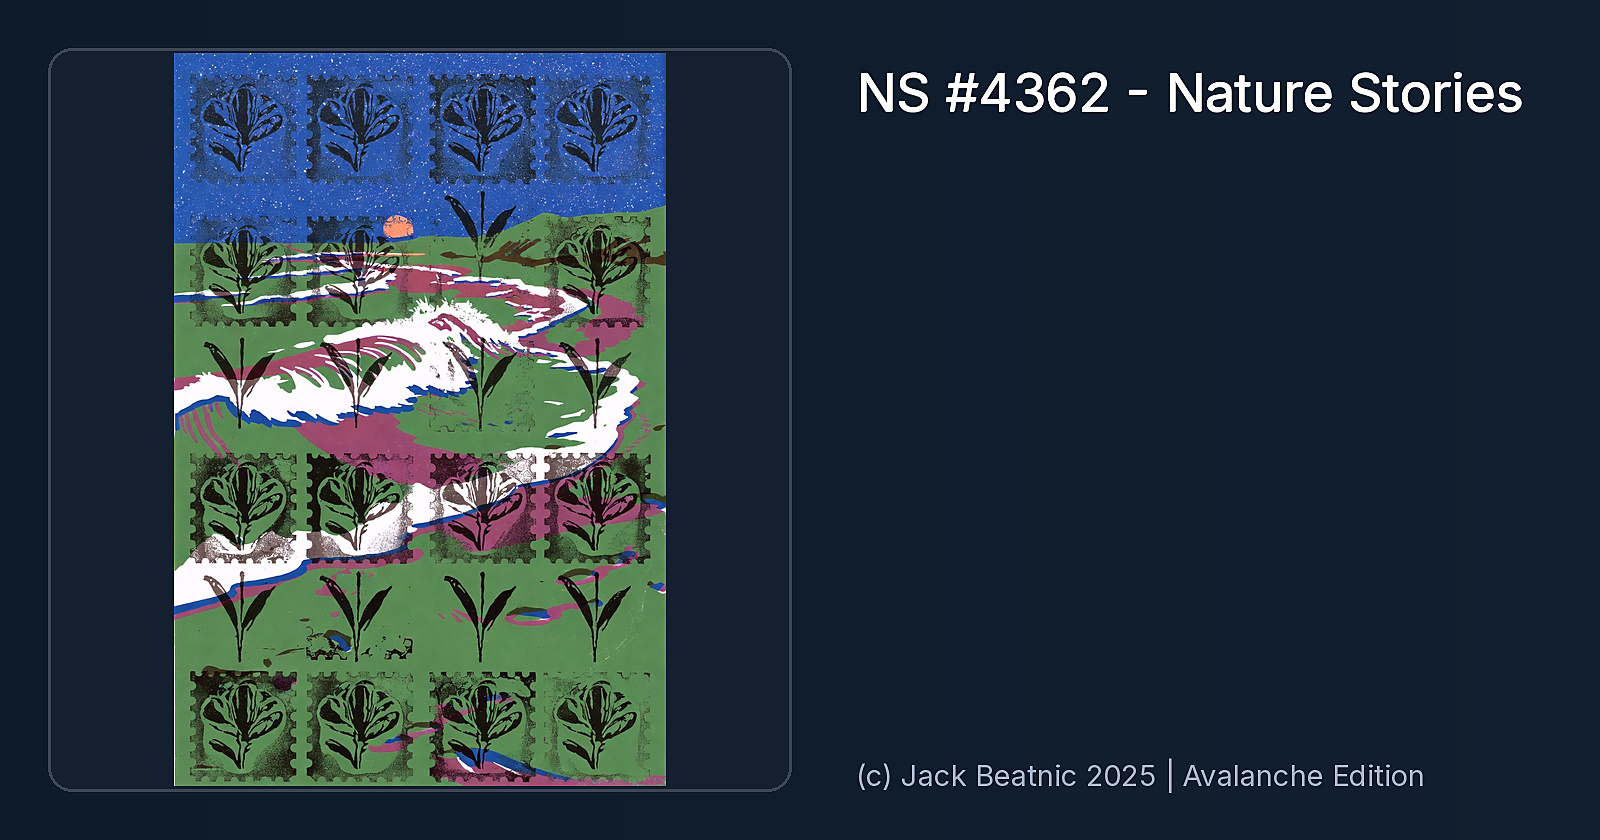 NS #4362 - Nature Stories
(c) Jack Beatnic 2025 | Avalanche Edition